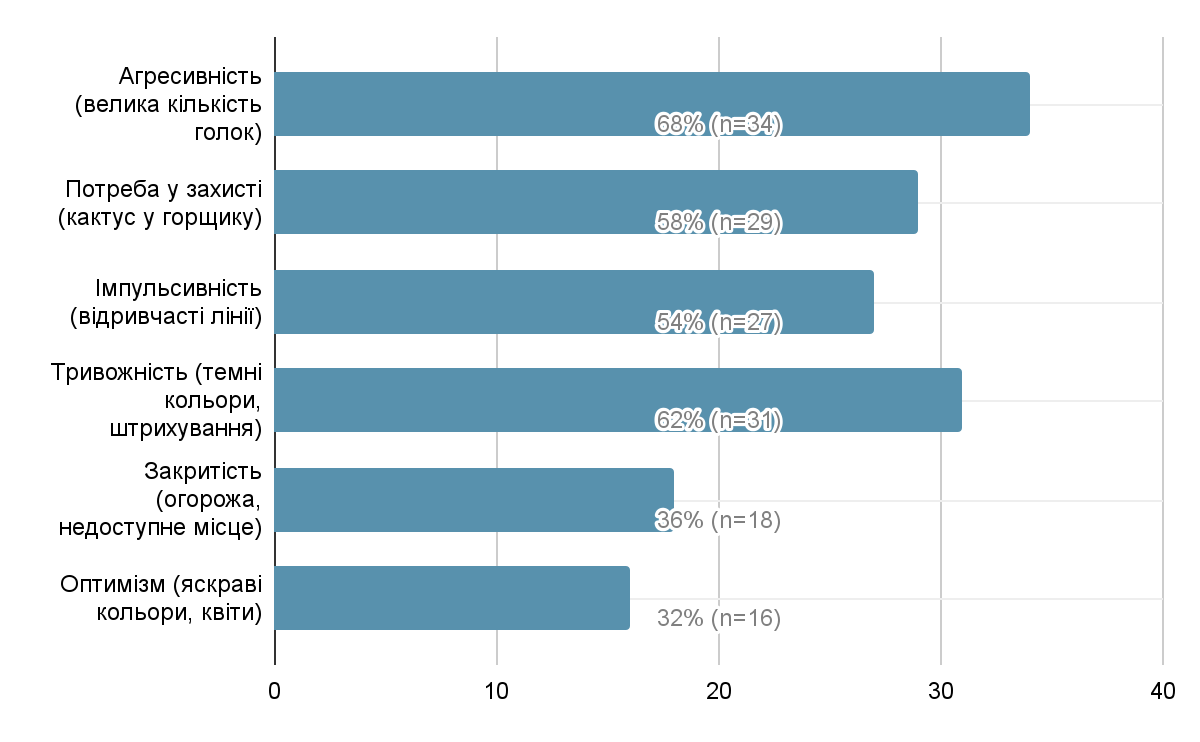 Агресивність
(велика кількість
голок)
68% (n=34)
Потреба у захисті
(кактус у горщику)
58% (n=29)
Імпульсивність
(відривчасті лінії)
54% (n=27)
Тривожність (темні
кольори,
штрихування)
62% (n=31)
Закритість
(огорожа,
недоступне місце)
36% (n=18)
Оптимізм (яскраві
кольори, квіти)
32% (n=16)
0 10 20 30 40